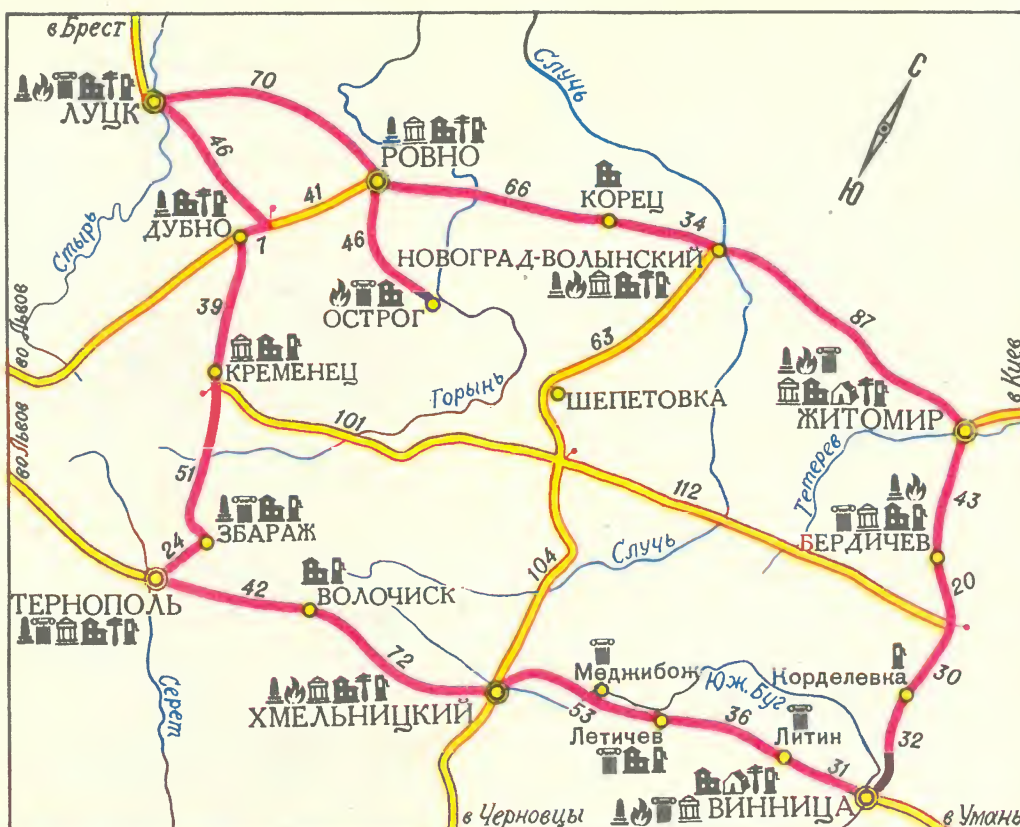 в Брест
Случь
С
Ю
70
ЛУЦК
46
РОВНО
41
66
КОРЕЦ
34
ДУБНО
7
46
НОВОГРАД-ВОЛЫНСКИЙ
Стырь
39
ОСТРОГ
87
во Львов
63
в Киев
КРЕМЕНЕЦ
Горынь
ШЕПЕТОВКА
ЖИТОМИР
101
во Львов
Тетерев
51
112
43
ЗБАРАЖ
Случь
БЕРДИЧЕВ
24
104
20
42
ВОЛОЧИСК
ТЕРНОПОЛЬ
72
Меджибож
Юж. Буг
Корделевка
30
Серет
ХМЕЛЬНИЦКИЙ
53
Летичев
36
Литин
32
31
ВИННИЦА
в Черновцы
в Умань